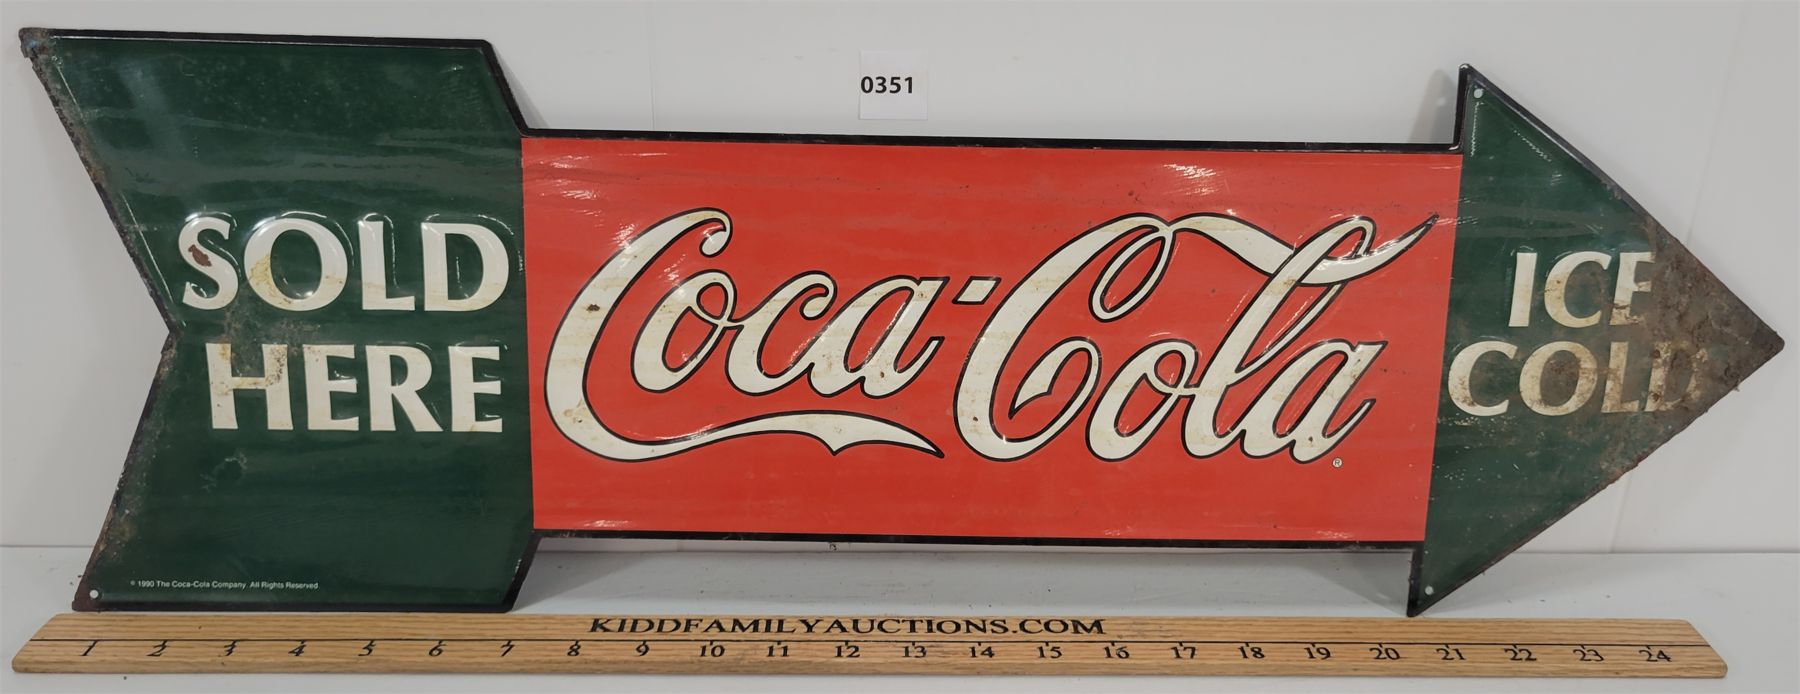 0351
SOLD
HERE
Coca-Cola
®
ICE
COLD
© 1990 The Coca-Cola Company. All Rights Reserved.
KIDDFAMILYAUCTIONS.COM
1 2 3 4 5 6 7 8 9 10 11 12 13 14 15 16 17 18 19 20 21 22 23 24